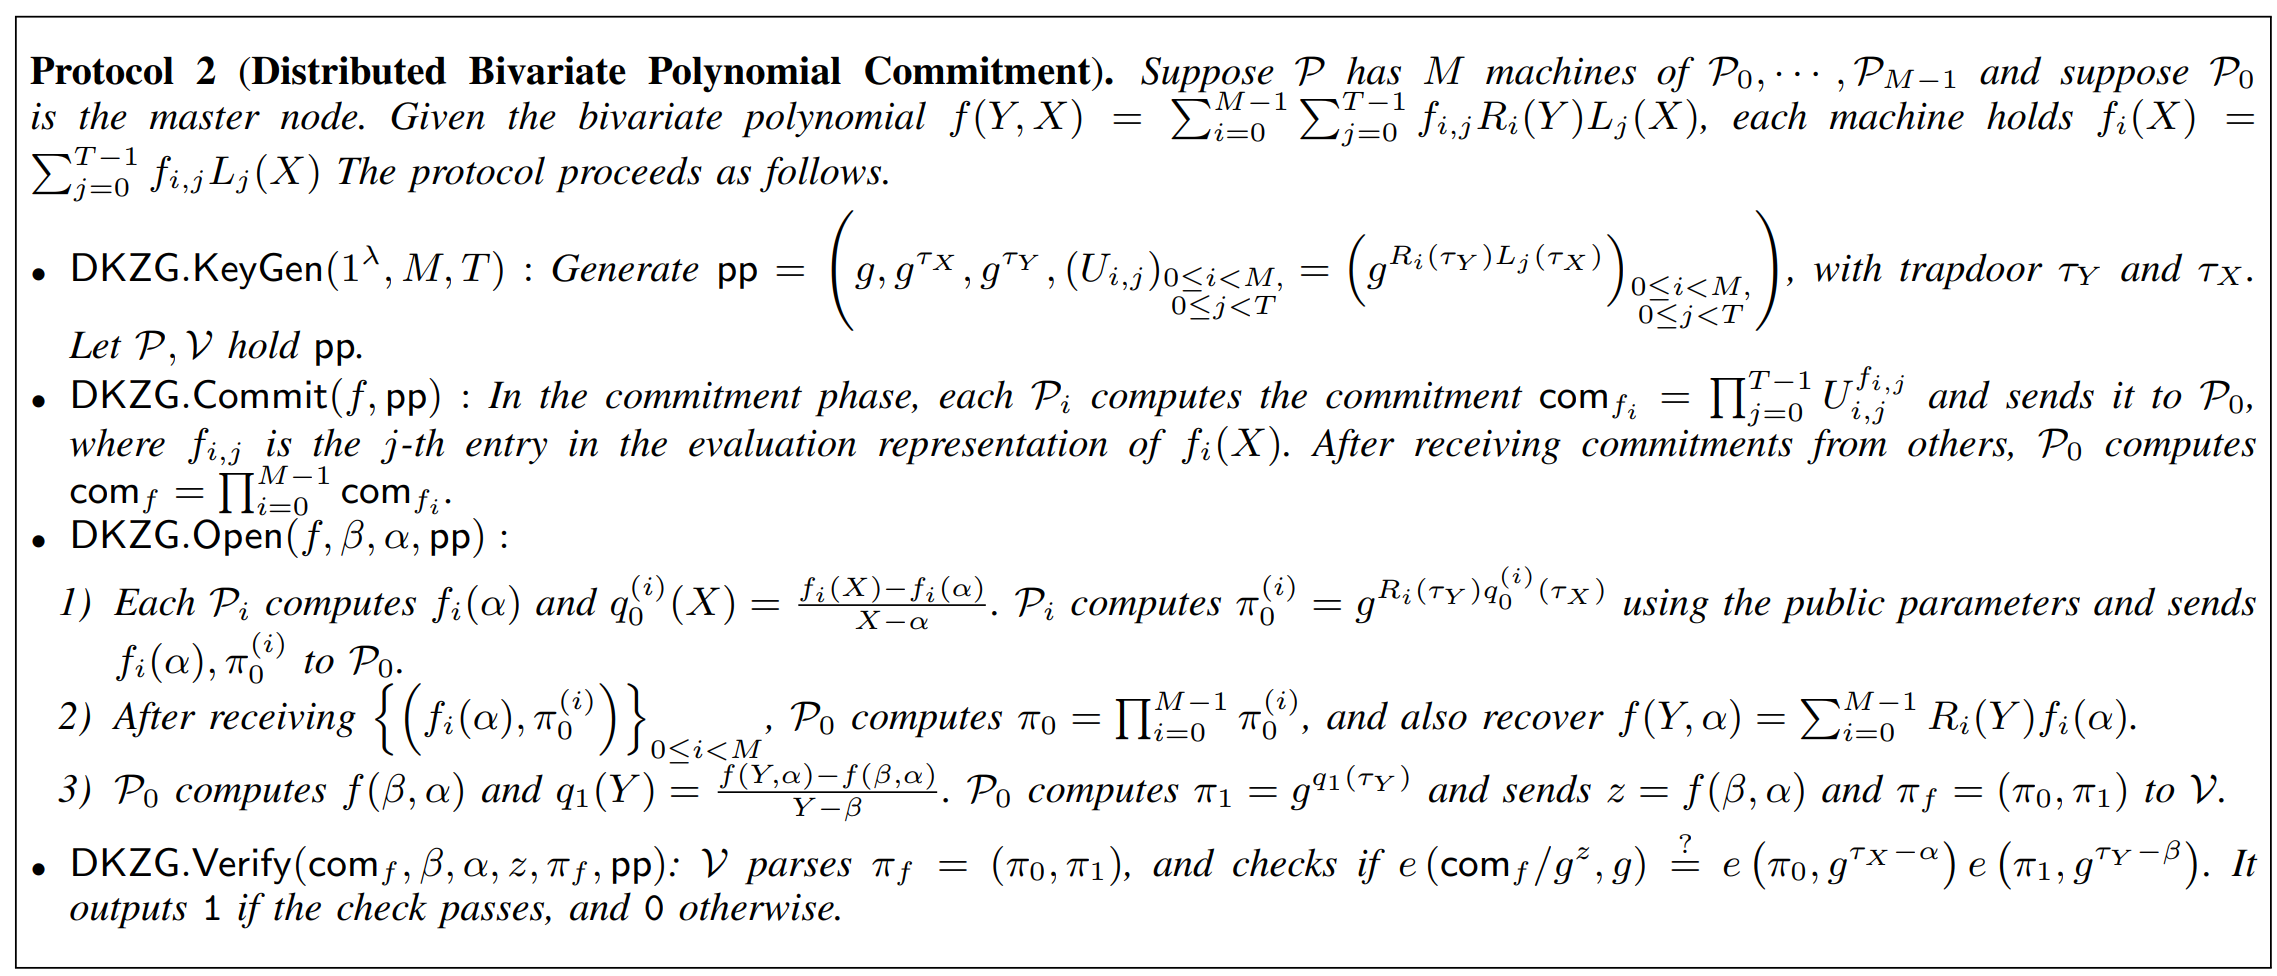 Protocol 2 (Distributed Bivariate Polynomial Commitment). Suppose $\mathcal{P}$ has $M$ machines of $\mathcal{P}_0, \cdots, \mathcal{P}_{M-1}$ and suppose $\mathcal{P}_0$
is the master node. Given the bivariate polynomial $f(Y, X) = \sum_{i=0}^{M-1} \sum_{j=0}^{T-1} f_{i,j} R_i(Y) L_j(X)$, each machine holds $f_i(X) =$
$\sum_{j=0}^{T-1} f_{i,j} L_j(X)$ The protocol proceeds as follows.
• $\mathsf{DKZG.KeyGen}(1^\lambda, M, T)$ : Generate $\mathsf{pp} = \left( g, g^{\tau_X}, g^{\tau_Y}, (U_{i,j})_{\substack{0 \leq i < M, \\ 0 \leq j < T}} = \left( g^{R_i(\tau_Y) L_j(\tau_X)} \right)_{\substack{0 \leq i < M, \\ 0 \leq j < T}} \right)$, with trapdoor $\tau_Y$ and $\tau_X$.
Let $\mathcal{P}, \mathcal{V}$ hold $\mathsf{pp}$.
• $\mathsf{DKZG.Commit}(f, \mathsf{pp})$ : In the commitment phase, each $\mathcal{P}_i$ computes the commitment $\mathsf{com}_{f_i} = \prod_{j=0}^{T-1} U_{i,j}^{f_{i,j}}$ and sends it to $\mathcal{P}_0$,
where $f_{i,j}$ is the $j$-th entry in the evaluation representation of $f_i(X)$. After receiving commitments from others, $\mathcal{P}_0$ computes
$\mathsf{com}_f = \prod_{i=0}^{M-1} \mathsf{com}_{f_i}$.
• $\mathsf{DKZG.Open}(f, \beta, \alpha, \mathsf{pp})$ :
1) Each $\mathcal{P}_i$ computes $f_i(\alpha)$ and $q_0^{(i)}(X) = \frac{f_i(X) - f_i(\alpha)}{X - \alpha}$. $\mathcal{P}_i$ computes $\pi_0^{(i)} = g^{R_i(\tau_Y) q_0^{(i)}(\tau_X)}$ using the public parameters and sends
$f_i(\alpha), \pi_0^{(i)}$ to $\mathcal{P}_0$.
2) After receiving $\left\{ \left( f_i(\alpha), \pi_0^{(i)} \right) \right\}_{0 \leq i < M}$, $\mathcal{P}_0$ computes $\pi_0 = \prod_{i=0}^{M-1} \pi_0^{(i)}$, and also recover $f(Y, \alpha) = \sum_{i=0}^{M-1} R_i(Y) f_i(\alpha)$.
3) $\mathcal{P}_0$ computes $f(\beta, \alpha)$ and $q_1(Y) = \frac{f(Y, \alpha) - f(\beta, \alpha)}{Y - \beta}$. $\mathcal{P}_0$ computes $\pi_1 = g^{q_1(\tau_Y)}$ and sends $z = f(\beta, \alpha)$ and $\pi_f = (\pi_0, \pi_1)$ to $\mathcal{V}$.
• $\mathsf{DKZG.Verify}(\mathsf{com}_f, \beta, \alpha, z, \pi_f, \mathsf{pp})$: $\mathcal{V}$ parses $\pi_f = (\pi_0, \pi_1)$, and checks if $e(\mathsf{com}_f / g^z, g) \stackrel{?}{=} e(\pi_0, g^{\tau_X - \alpha}) e(\pi_1, g^{\tau_Y - \beta})$. It
outputs $\mathtt{1}$ if the check passes, and $\mathtt{0}$ otherwise.